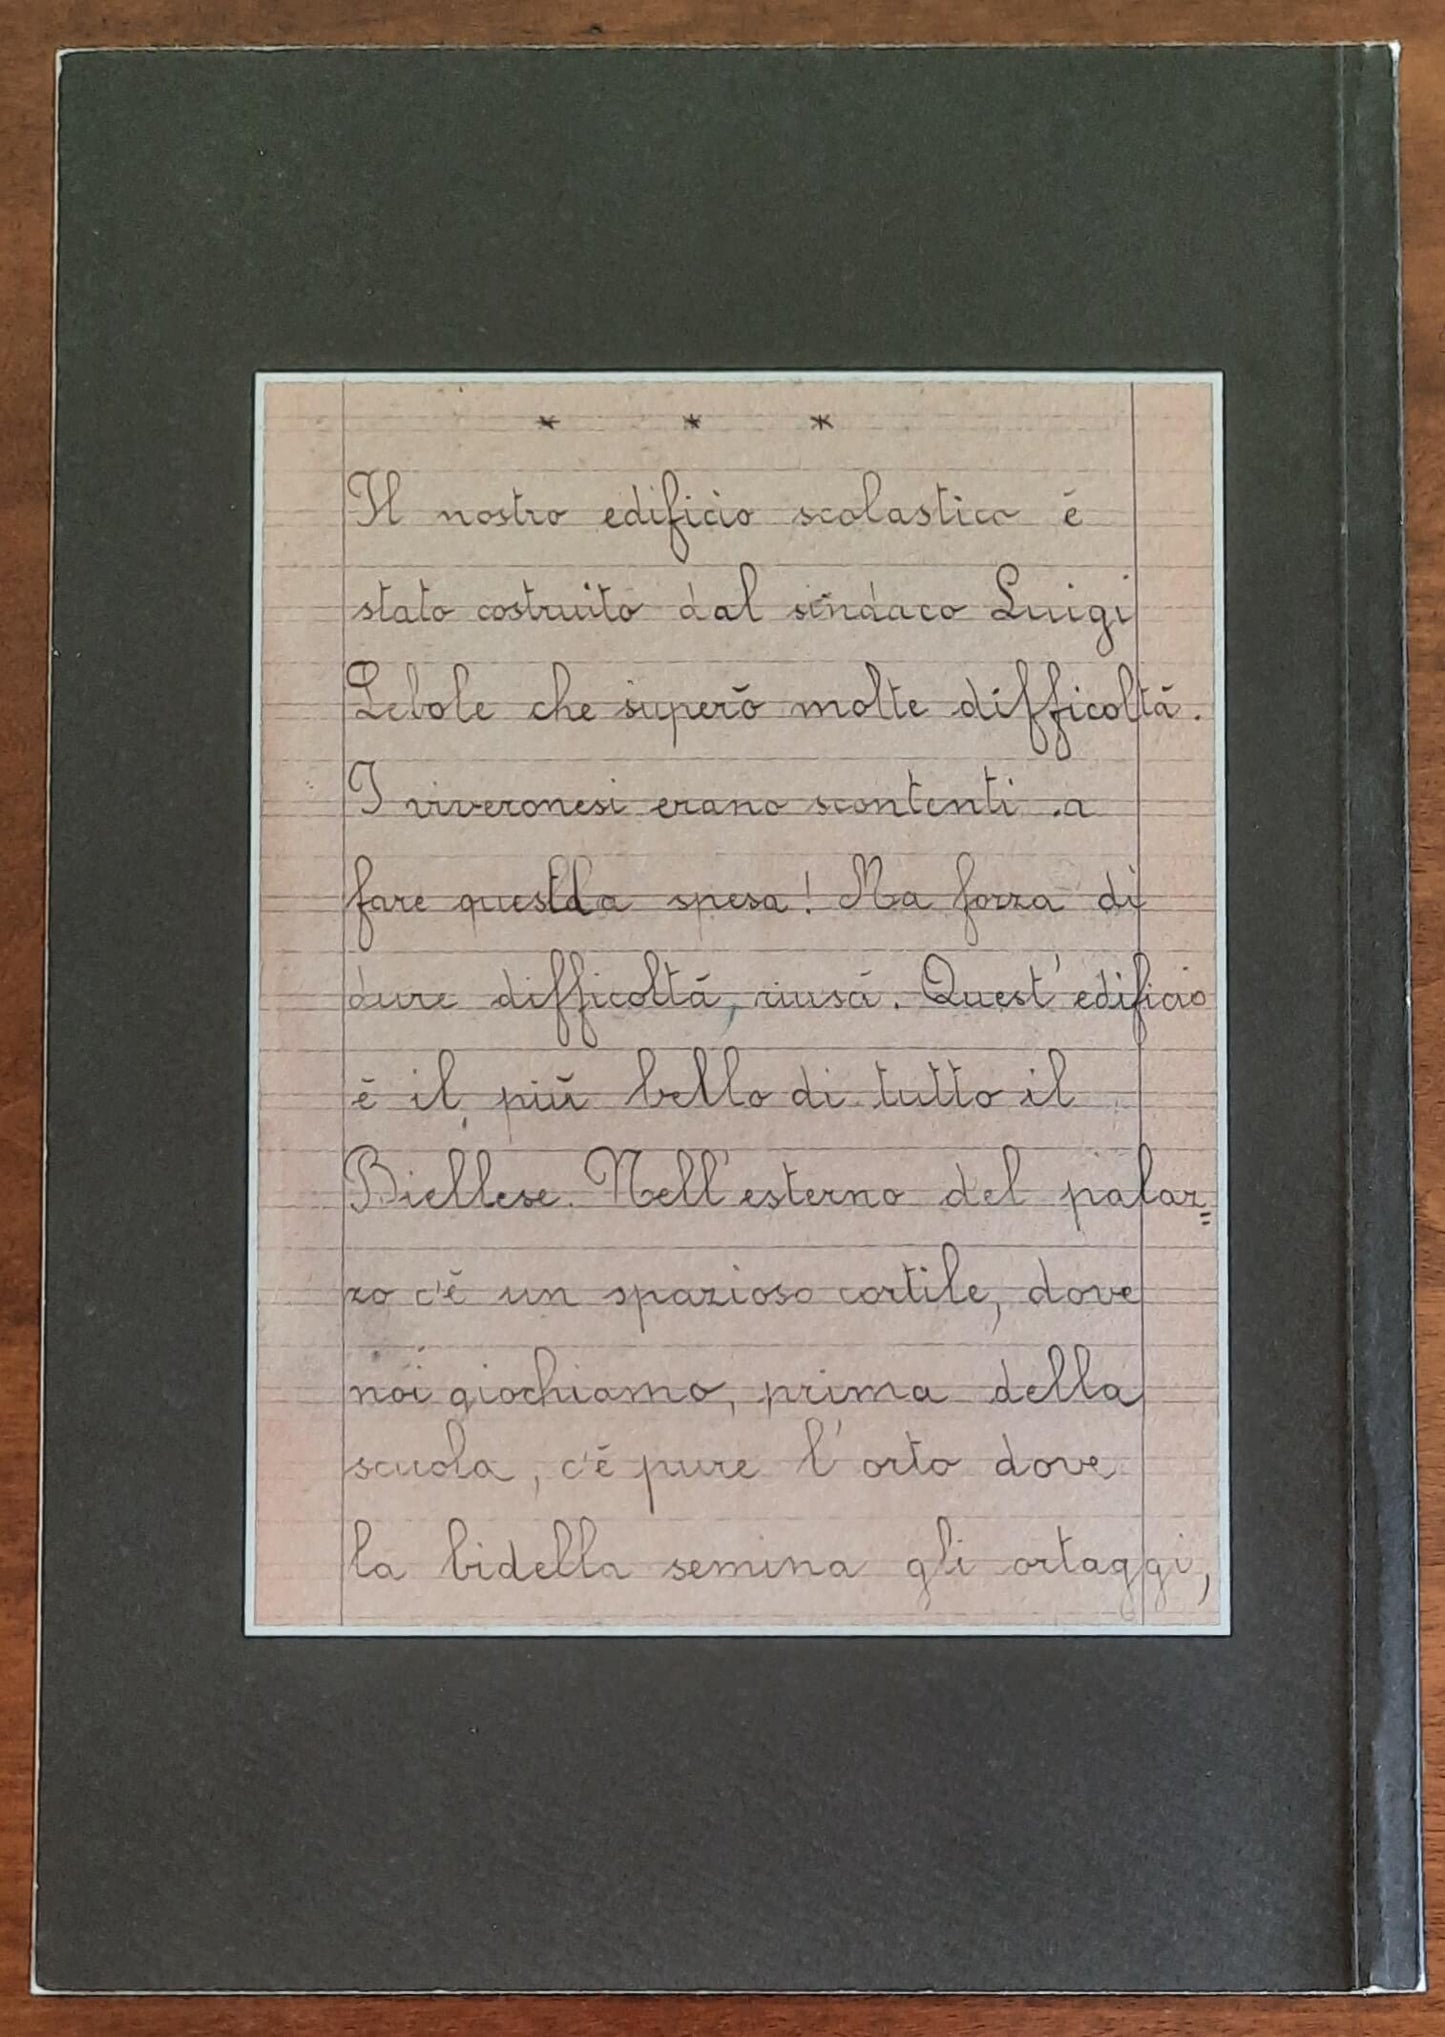 * * *
Il nostro edificio scolastico é
stato costruito dal sindaco Luigi
Lebole che superò molte difficoltà.
I viveronesi erano scontenti a
fare questa spesa! Ma forza di
dure difficoltà, riuscì. Quest'edificio
é il più bello di tutto il
Biellese. Nell'esterno del palaz=
zo c'é un spazioso cortile, dove
noi giochiamo, prima della
scuola, c'é pure l'orto dove
la bidella semina gli ortaggi,